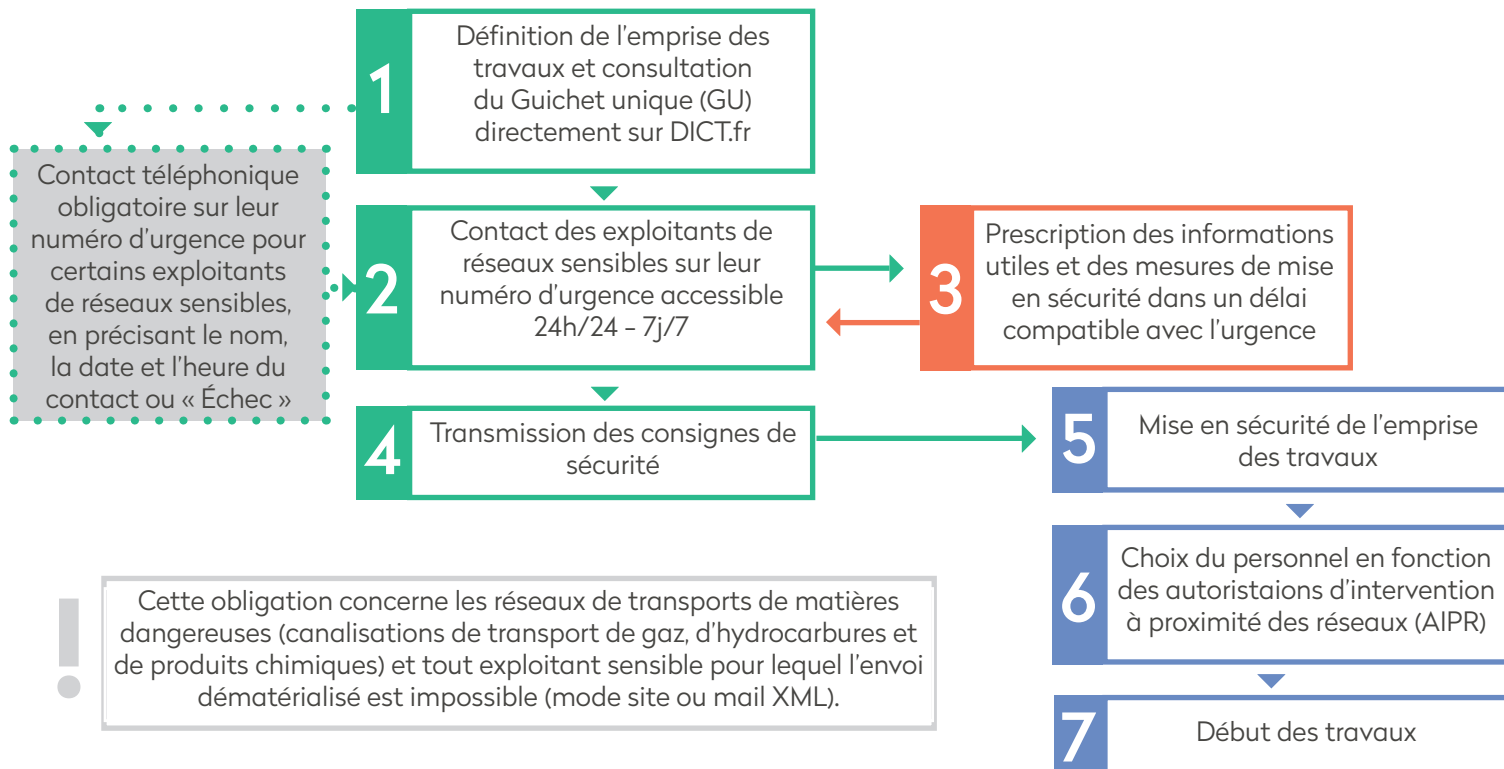 1
Définition de l'emprise des
travaux et consultation
du Guichet unique (GU)
directement sur DICT.fr
Contact téléphonique
obligatoire sur leur
numéro d'urgence pour
certains exploitants
de réseaux sensibles,
en précisant le nom,
la date et l'heure du
contact ou « Échec »
2
Contact des exploitants de
réseaux sensibles sur leur
numéro d'urgence accessible
24h/24 – 7j/7
3
Prescription des informations
utiles et des mesures de mise
en sécurité dans un délai
compatible avec l'urgence
4
Transmission des consignes de
sécurité
5
Mise en sécurité de l'emprise
des travaux
6
Choix du personnel en fonction
des autoristaions d'intervention
à proximité des réseaux (AIPR)
7
Début des travaux
!
Cette obligation concerne les réseaux de transports de matières
dangereuses (canalisations de transport de gaz, d'hydrocarbures et
de produits chimiques) et tout exploitant sensible pour lequel l'envoi
dématérialisé est impossible (mode site ou mail XML).